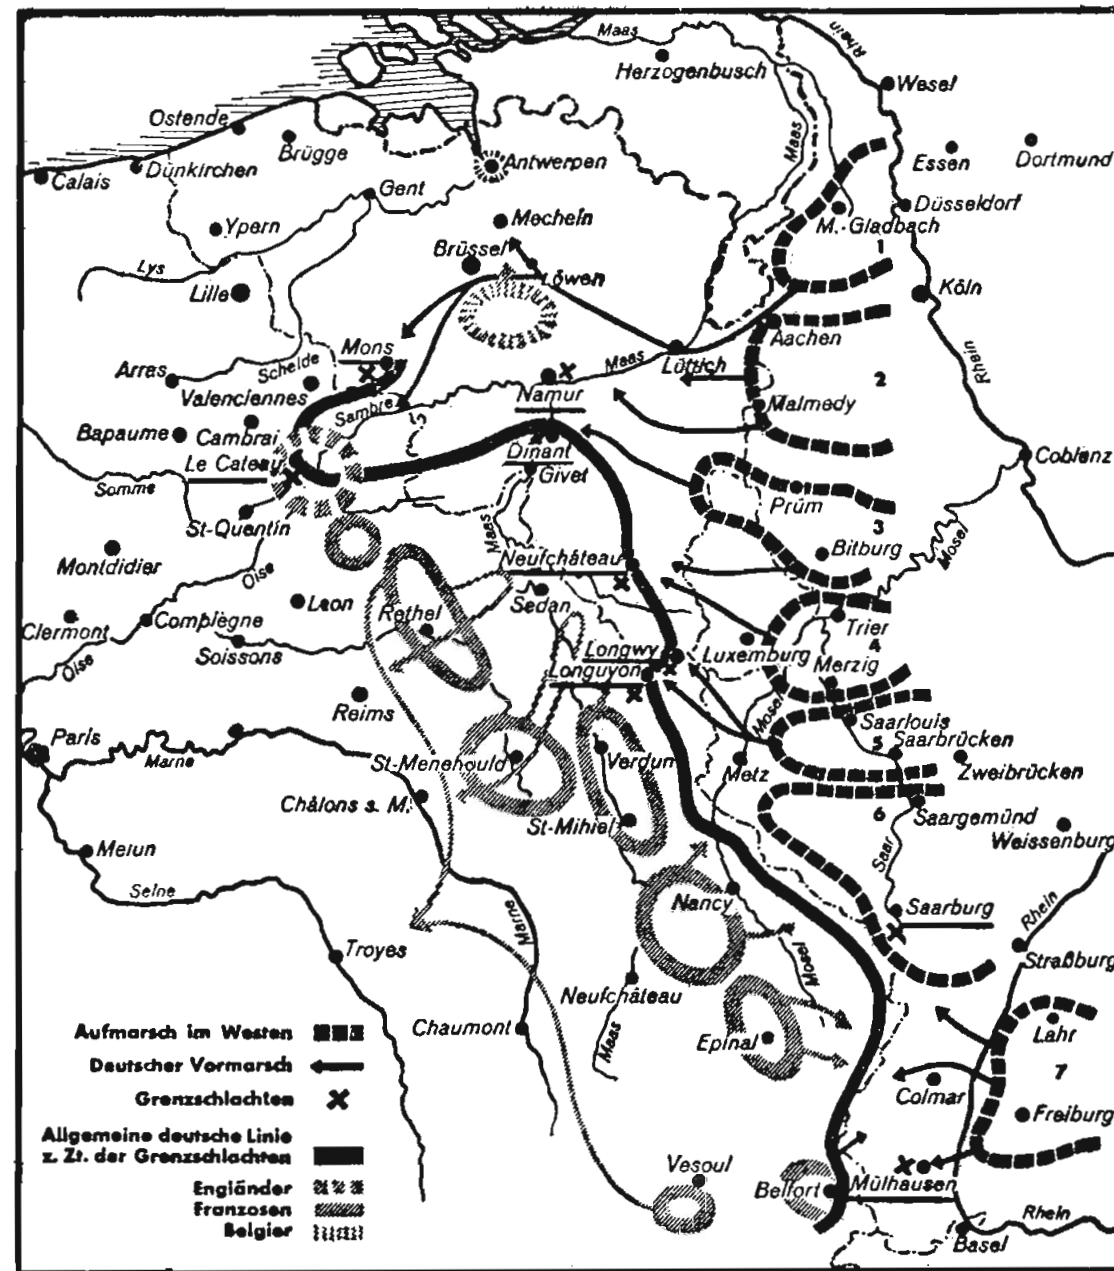 Maas
Rhein
Herzogenbusch
Wesel
Ostende
Brügge
Dünkirchen
Calais
Antwerpen
Maas
Essen
Dortmund
Gent
Ypern
Mecheln
Düsseldorf
M.-Gladbach
1
Brüssel
Löwen
Lys
Lille
Köln
Aachen
Rhein
Mons
Schelde
Maas
Lüttich
Arras
Valenciennes
Namur
2
Malmedy
Sambre
Bapaume
Cambrai
Le Cateau
Dinant
Givet
Coblenz
Somme
Prüm
St-Quentin
Maas
3
Mosel
Montdidier
Oise
Neufchâteau
Bitburg
Laon
Rethel
Sedan
Clermont
Compiègne
Trier
Soissons
Oise
Longwy
Luxemburg
4
Longuyon
Merzig
Reims
Mosel
Saarlouis
Paris
5
Saarbrücken
Marne
St-Menehould
Verdun
Metz
Zweibrücken
Châlons s. M.
St-Mihiel
6
Saargemünd
Weissenburg
Melun
Saar
Seine
Nancy
Saarburg
Marne
Rhein
Troyes
Mosel
Straßburg
Neufchâteau
Chaumont
Maas
Epinal
Lahr
7
Colmar
Freiburg
Vesoul
Belfort
Mülhausen
Rhein
Basel
Aufmarsch im Westen
Deutscher Vormarsch
Grenzschlachten
Allgemeine deutsche Linie
z. Zt. der Grenzschlachten
Engländer
Franzosen
Belgier